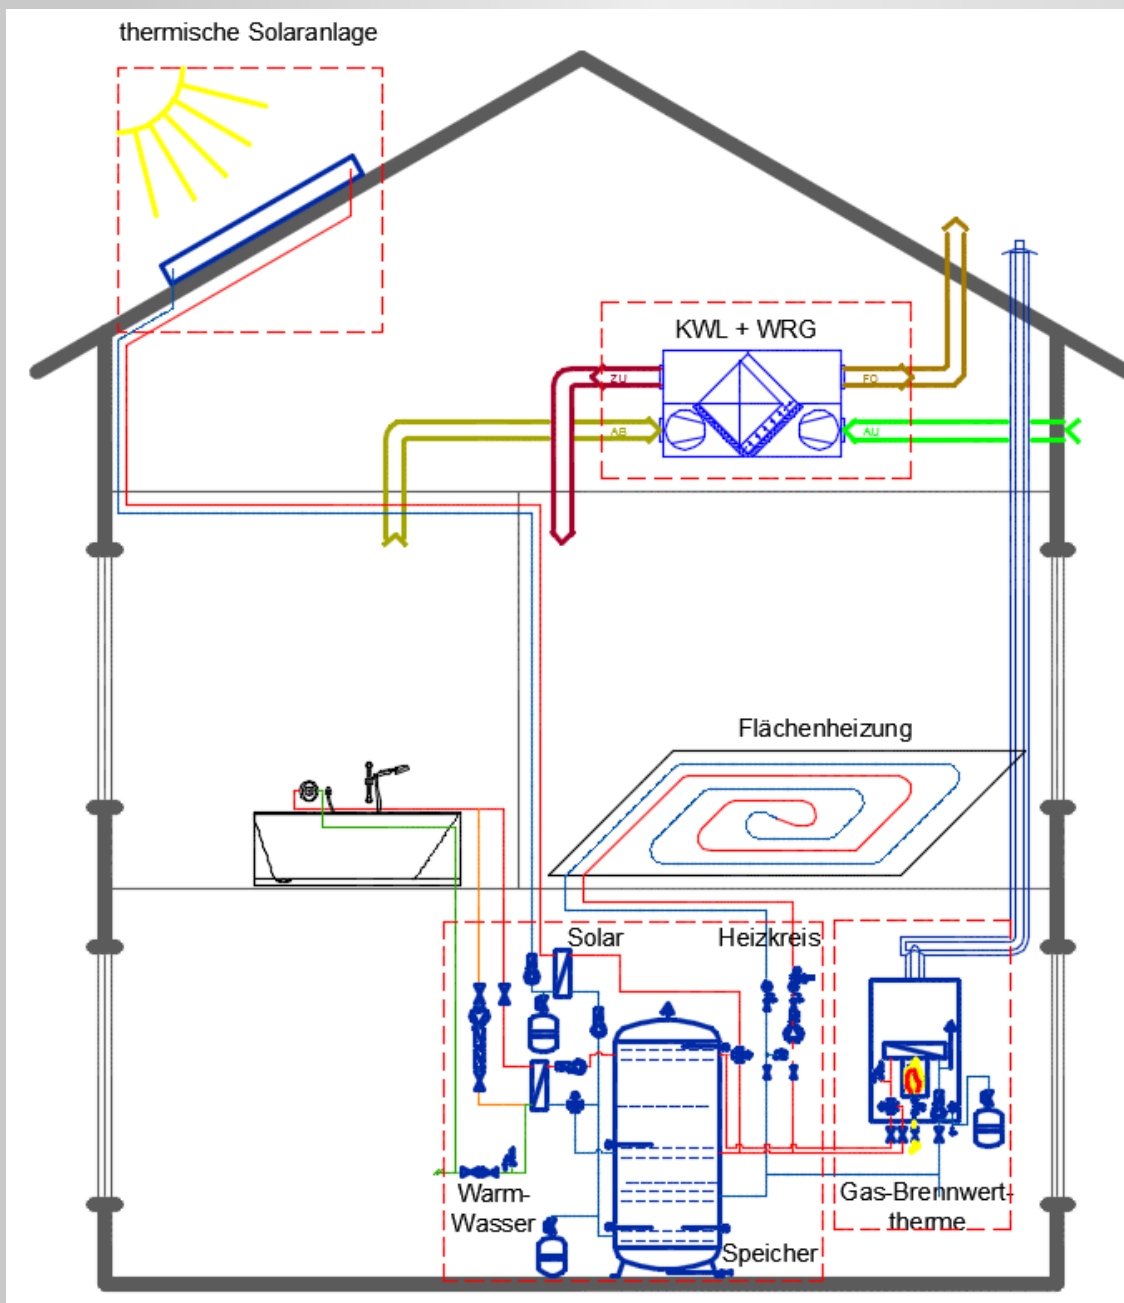 thermische Solaranlage
KWL + WRG
ZU
FO
AB
AU
Flächenheizung
Solar
Heizkreis
Warm-
Wasser
Speicher
Gas-Brennwert-
therme